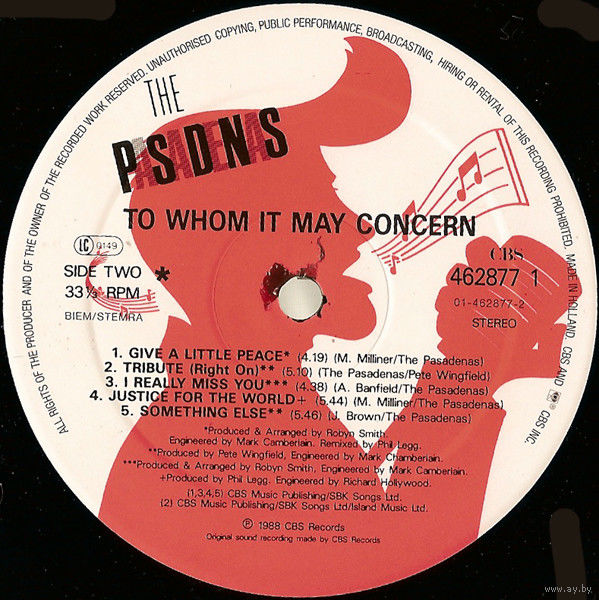 ALL RIGHTS OF THE PRODUCER AND OF THE OWNER OF THE RECORDED WORK RESERVED. UNAUTHORISED COPYING, PUBLIC PERFORMANCE, BROADCASTING, HIRING OR RENTAL OF THIS RECORDING PROHIBITED. MADE IN HOLLAND. CBS AND CBS INC.
THE
PASADENAS
TO WHOM IT MAY CONCERN
LC 0149
SIDE TWO *
33⅓ RPM
BIEM/STEMRA
CBS
462877 1
01-462877-2
STEREO
1. GIVE A LITTLE PEACE* (4.19) (M. Milliner/The Pasadenas)
2. TRIBUTE (Right On)** (5.10) (The Pasadenas/Pete Wingfield)
3. I REALLY MISS YOU*** (4.38) (A. Banfield/The Pasadenas)
4. JUSTICE FOR THE WORLD+ (5.44) (M. Milliner/The Pasadenas)
5. SOMETHING ELSE** (5.46) (J. Brown/The Pasadenas)
*Produced & Arranged by Robyn Smith.
Engineered by Mark Camberlain. Remixed by Phil Legg.
**Produced by Pete Wingfield, Engineered by Mark Chamberlain.
***Produced & Arranged by Robyn Smith, Engineered by Mark Camberlain.
+Produced by Phil Legg, Engineered by Richard Hollywood.
(1,3,4,5) CBS Music Publishing/SBK Songs Ltd.
(2) CBS Music Publishing/SBK Songs Ltd/Island Music Ltd.
Ⓟ 1988 CBS Records
Original sound recording made by CBS Records
www.ay.by